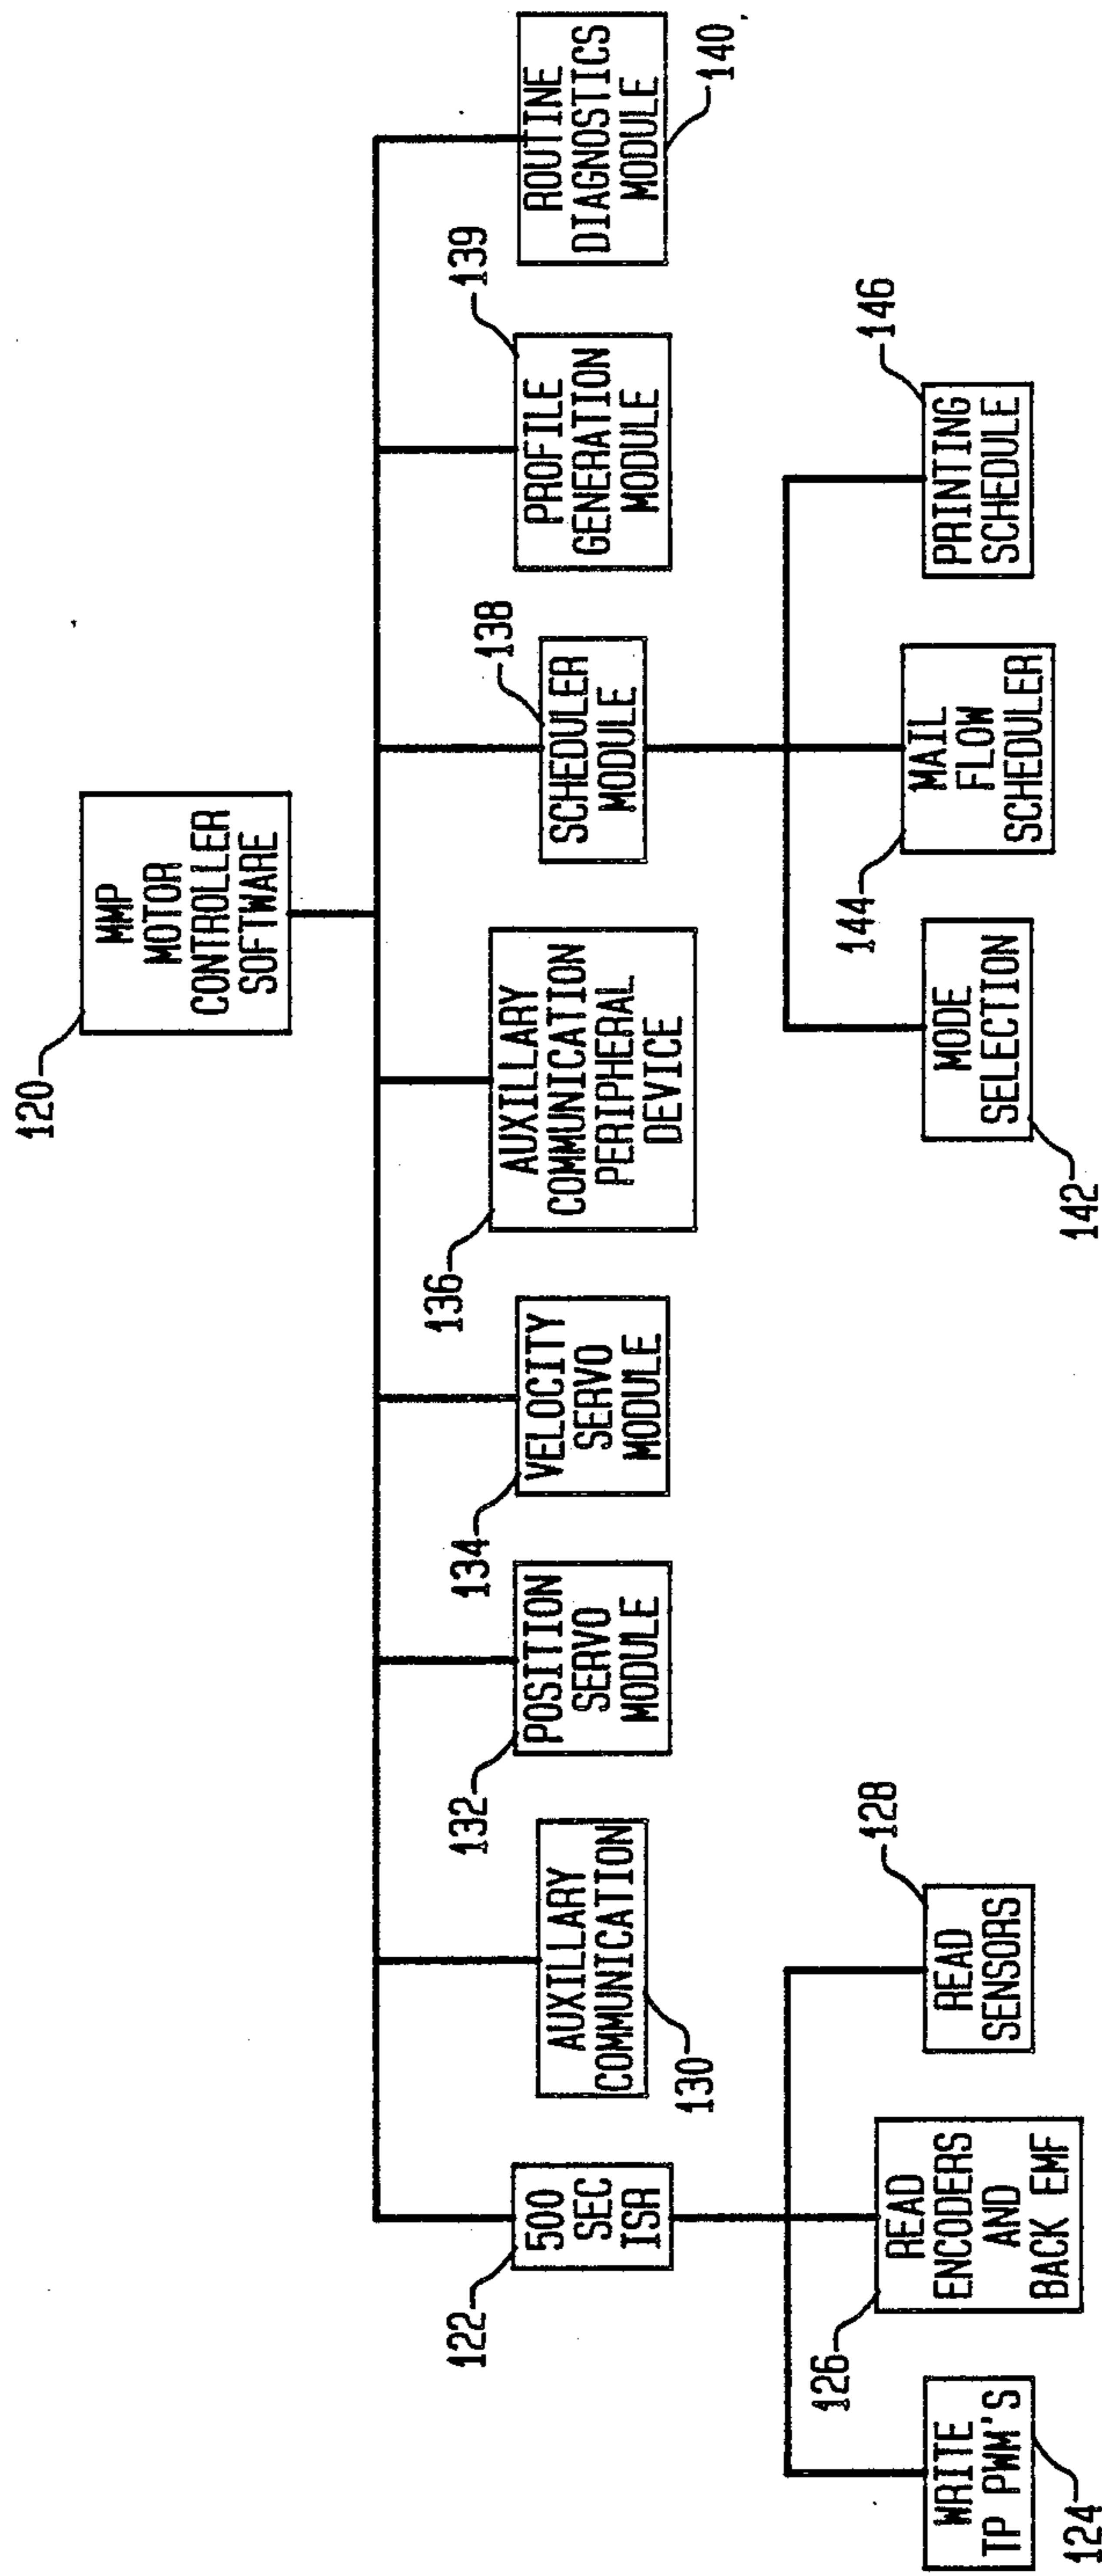 120
MMP
MOTOR
CONTROLLER
SOFTWARE
122
500
SEC
ISR
AUXILLARY
COMMUNICATION
130
132
POSITION
SERVO
MODULE
134
VELOCITY
SERVO
MODULE
136
AUXILLARY
COMMUNICATION
PERIPHERAL
DEVICE
138
SCHEDULER
MODULE
139
PROFILE
GENERATION
MODULE
ROUTINE
DIAGNOSTICS
MODULE
140
WRITE
TP PWM'S
124
126
READ
ENCODERS
AND
BACK EMF
128
READ
SENSORS
MODE
SELECTION
142
144
MAIL
FLOW
SCHEDULER
146
PRINTING
SCHEDULE